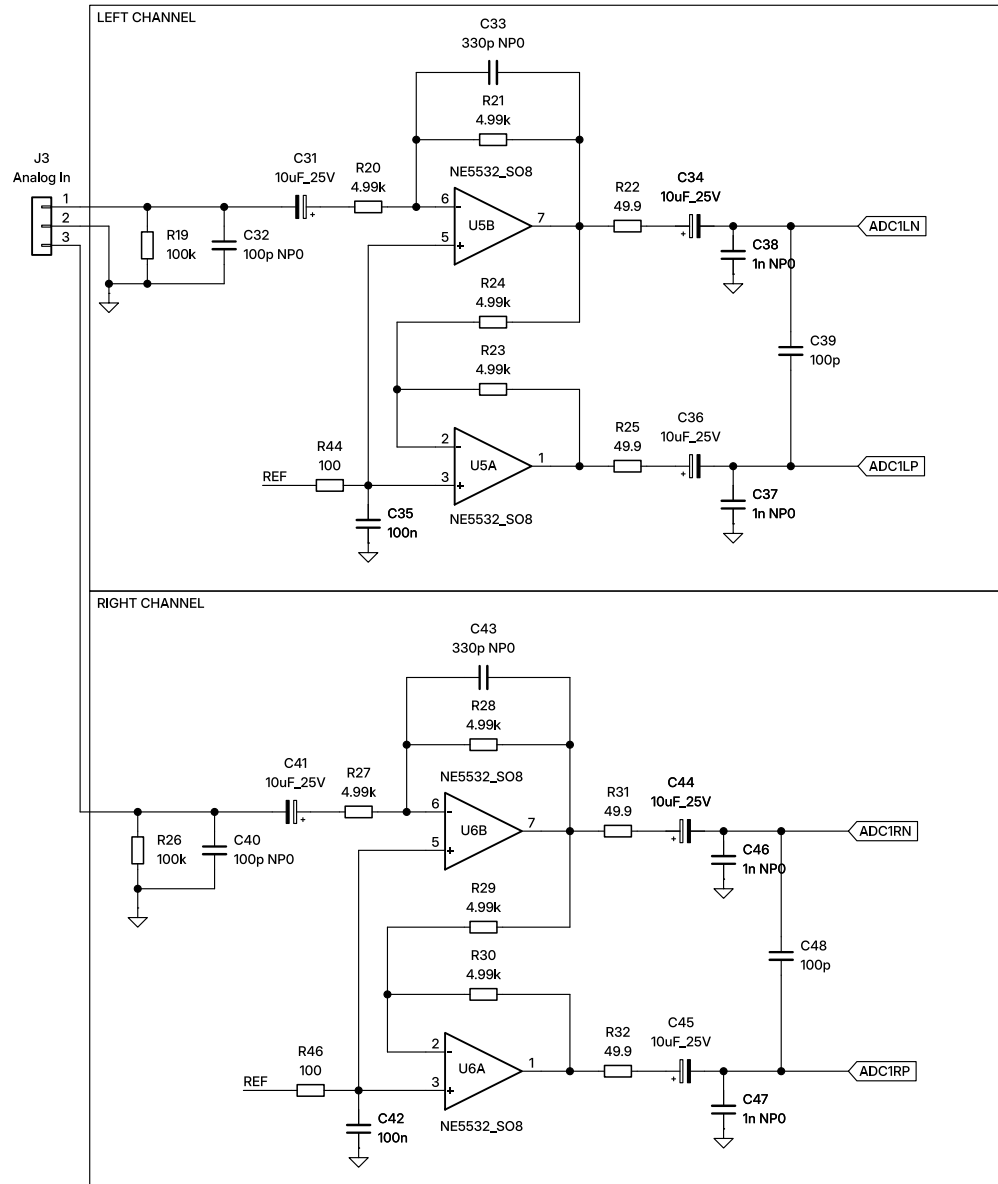 LEFT CHANNEL
C33
330p NP0
R21
4.99k
J3
Analog In
1
2
3
C31
10uF_25V
+
R20
4.99k
NE5532_SO8
6
-
U5B
7
5
+
R22
49.9
C34
10uF_25V
+
ADC1LN
R19
100k
C32
100p NP0
C38
1n NP0
R24
4.99k
C39
100p
R23
4.99k
R44
100
REF
2
-
U5A
1
3
+
NE5532_SO8
R25
49.9
C36
10uF_25V
+
ADC1LP
C35
100n
C37
1n NP0
RIGHT CHANNEL
C43
330p NP0
R28
4.99k
C41
10uF_25V
+
R27
4.99k
NE5532_SO8
6
-
U6B
7
5
+
R31
49.9
C44
10uF_25V
+
ADC1RN
R26
100k
C40
100p NP0
C46
1n NP0
R29
4.99k
C48
100p
R30
4.99k
R46
100
REF
2
-
U6A
1
3
+
NE5532_SO8
R32
49.9
C45
10uF_25V
+
ADC1RP
C42
100n
C47
1n NP0